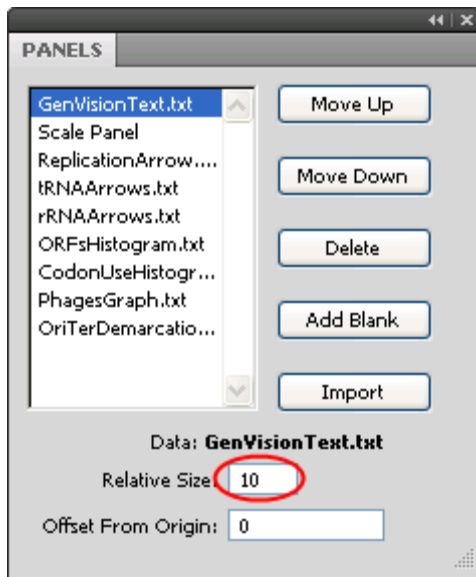 PANELS
GenVisionText.txt
Scale Panel
ReplicationArrow....
tRNAArrows.txt
rRNAArrows.txt
ORFsHistogram.txt
CodonUseHistogr...
PhagesGraph.txt
OriTerDemarcatio...
Move Up
Move Down
Delete
Add Blank
Import
Data: GenVisionText.txt
Relative Size: 10
Offset From Origin: 0